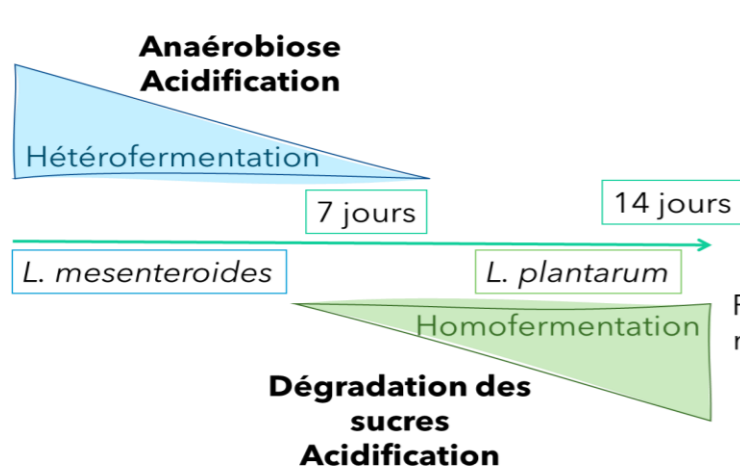 Anaérobiose
Acidification
Hétérofermentation
7 jours
14 jours
L. mesenteroides
L. plantarum
Homofermentation
Dégradation des
sucres
Acidification